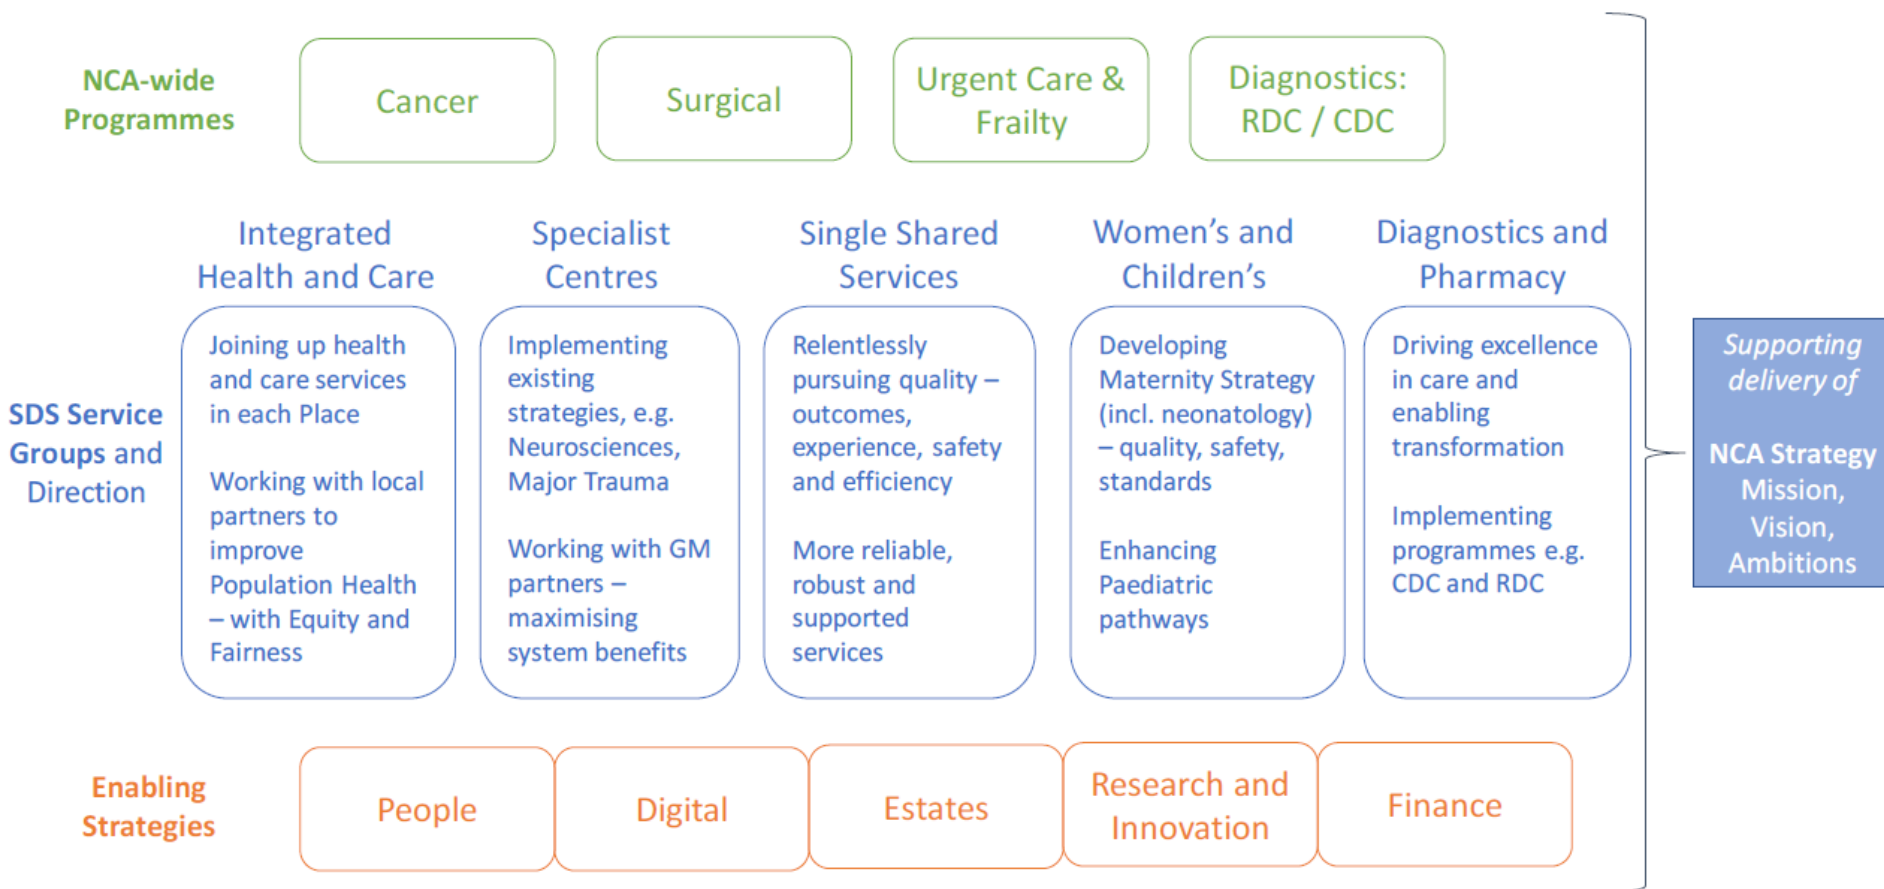 NCA-wide
Programmes
Cancer
Surgical
Urgent Care &
Frailty
Diagnostics:
RDC / CDC
SDS Service
Groups and
Direction
Integrated
Health and Care
Joining up health
and care services
in each Place
Working with local
partners to
improve
Population Health
– with Equity and
Fairness
Specialist
Centres
Implementing
existing
strategies, e.g.
Neurosciences,
Major Trauma
Working with GM
partners –
maximising
system benefits
Single Shared
Services
Relentlessly
pursuing quality –
outcomes,
experience, safety
and efficiency
More reliable,
robust and
supported
services
Women’s and
Children’s
Developing
Maternity Strategy
(incl. neonatology)
– quality, safety,
standards
Enhancing
Paediatric
pathways
Diagnostics and
Pharmacy
Driving excellence
in care and
enabling
transformation
Implementing
programmes e.g.
CDC and RDC
Enabling
Strategies
People
Digital
Estates
Research and
Innovation
Finance
Supporting
delivery of
NCA Strategy
Mission,
Vision,
Ambitions